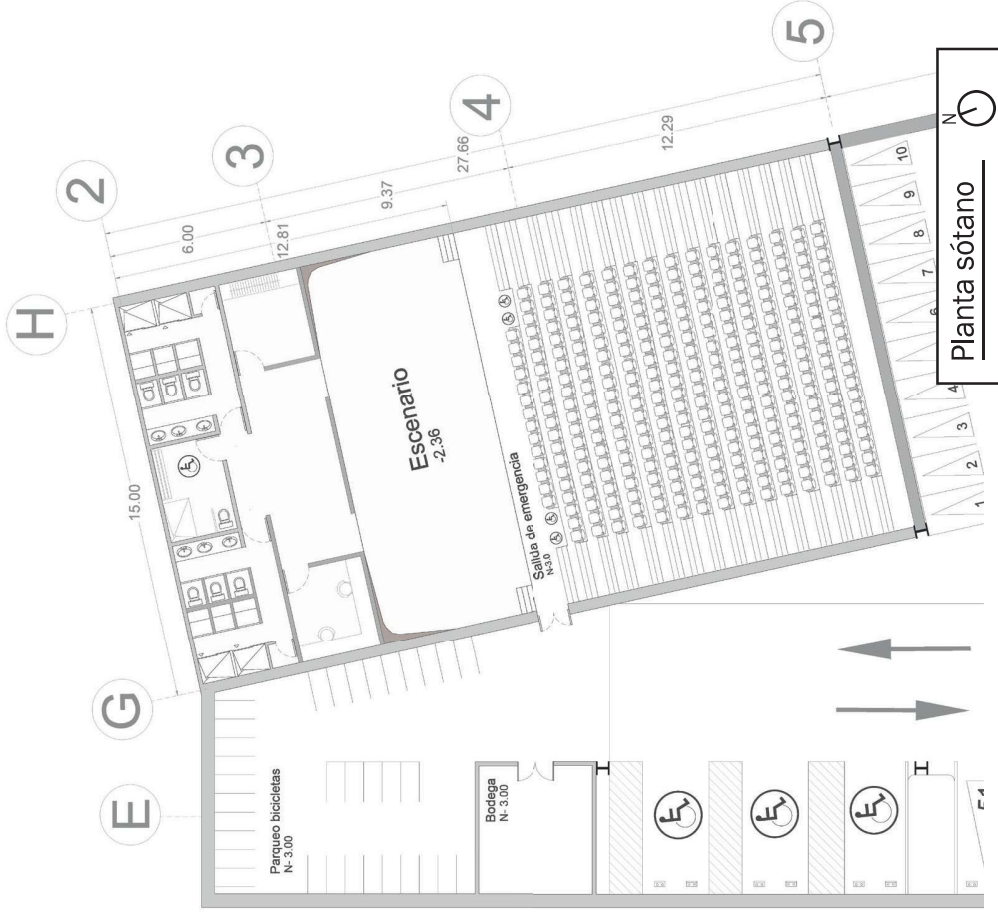 2
3
4
5
H
G
E
6.00
12.81
9.37
27.66
12.29
15.00
Escenario
-2.36
Salida de emergencia
N-3.0
Parqueo bicicletas
N- 3.00
Bodega
N- 3.00
1
2
3
4
6
7
8
9
10
N
Planta sótano